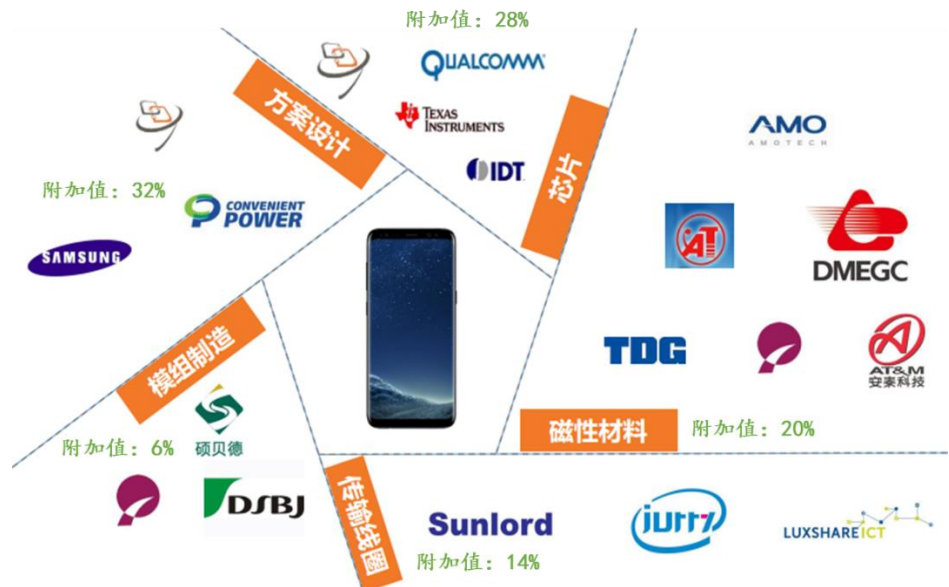 附加值：28%
QUALCOMM
TEXAS
INSTRUMENTS
IDT
方案设计
芯片
AMO
AMOTECH
附加值：32%
CONVENIENT
POWER
SAMSUNG
AT
DMEGC
TDG
AT&M
安泰科技
模组制造
硕贝德
附加值：6%
DSBJ
磁性材料
附加值：20%
传输线圈
Sunlord
jurry
LUXSHARE ICT
附加值：14%